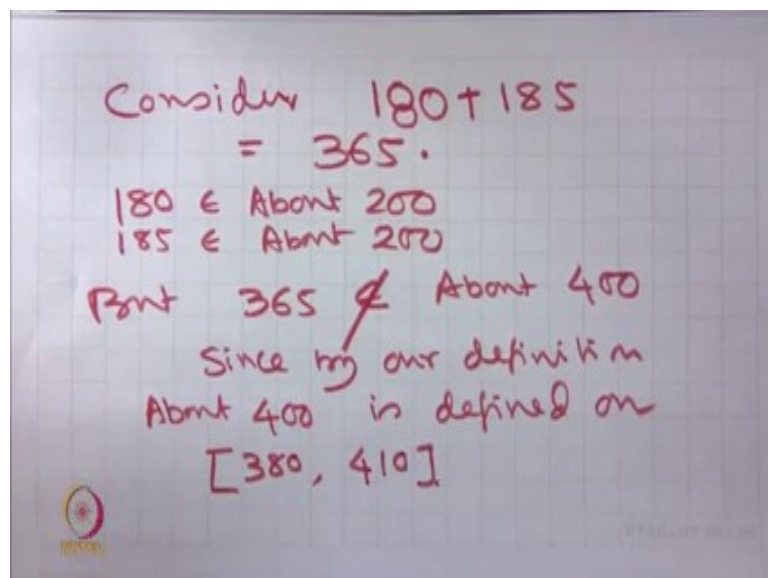 Consider 180 + 185
= 365.
180 ∈ About 200
185 ∈ About 200
But 365 ∉ About 400
Since by our definition
About 400 is defined on
[380, 410]